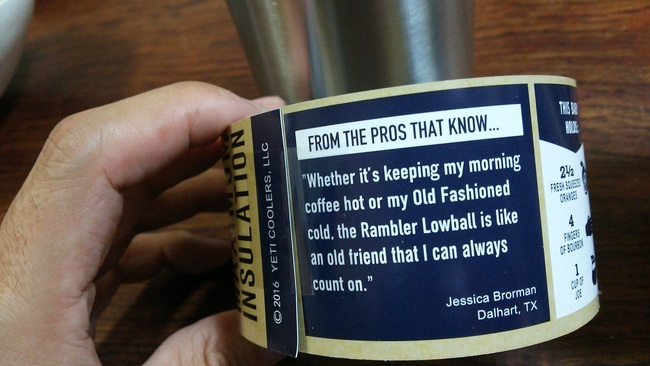 INSULATION
© 2016 YETI COOLERS, LLC
FROM THE PROS THAT KNOW...
"Whether it's keeping my morning
coffee hot or my Old Fashioned
cold, the Rambler Lowball is like
an old friend that I can always
count on."
Jessica Brorman
Dalhart, TX
THIS BAD
HOLDS:
2½
FRESH SQUEEZED
ORANGES
4
FINGERS
OF BOURBON
1
CUP OF
JOE